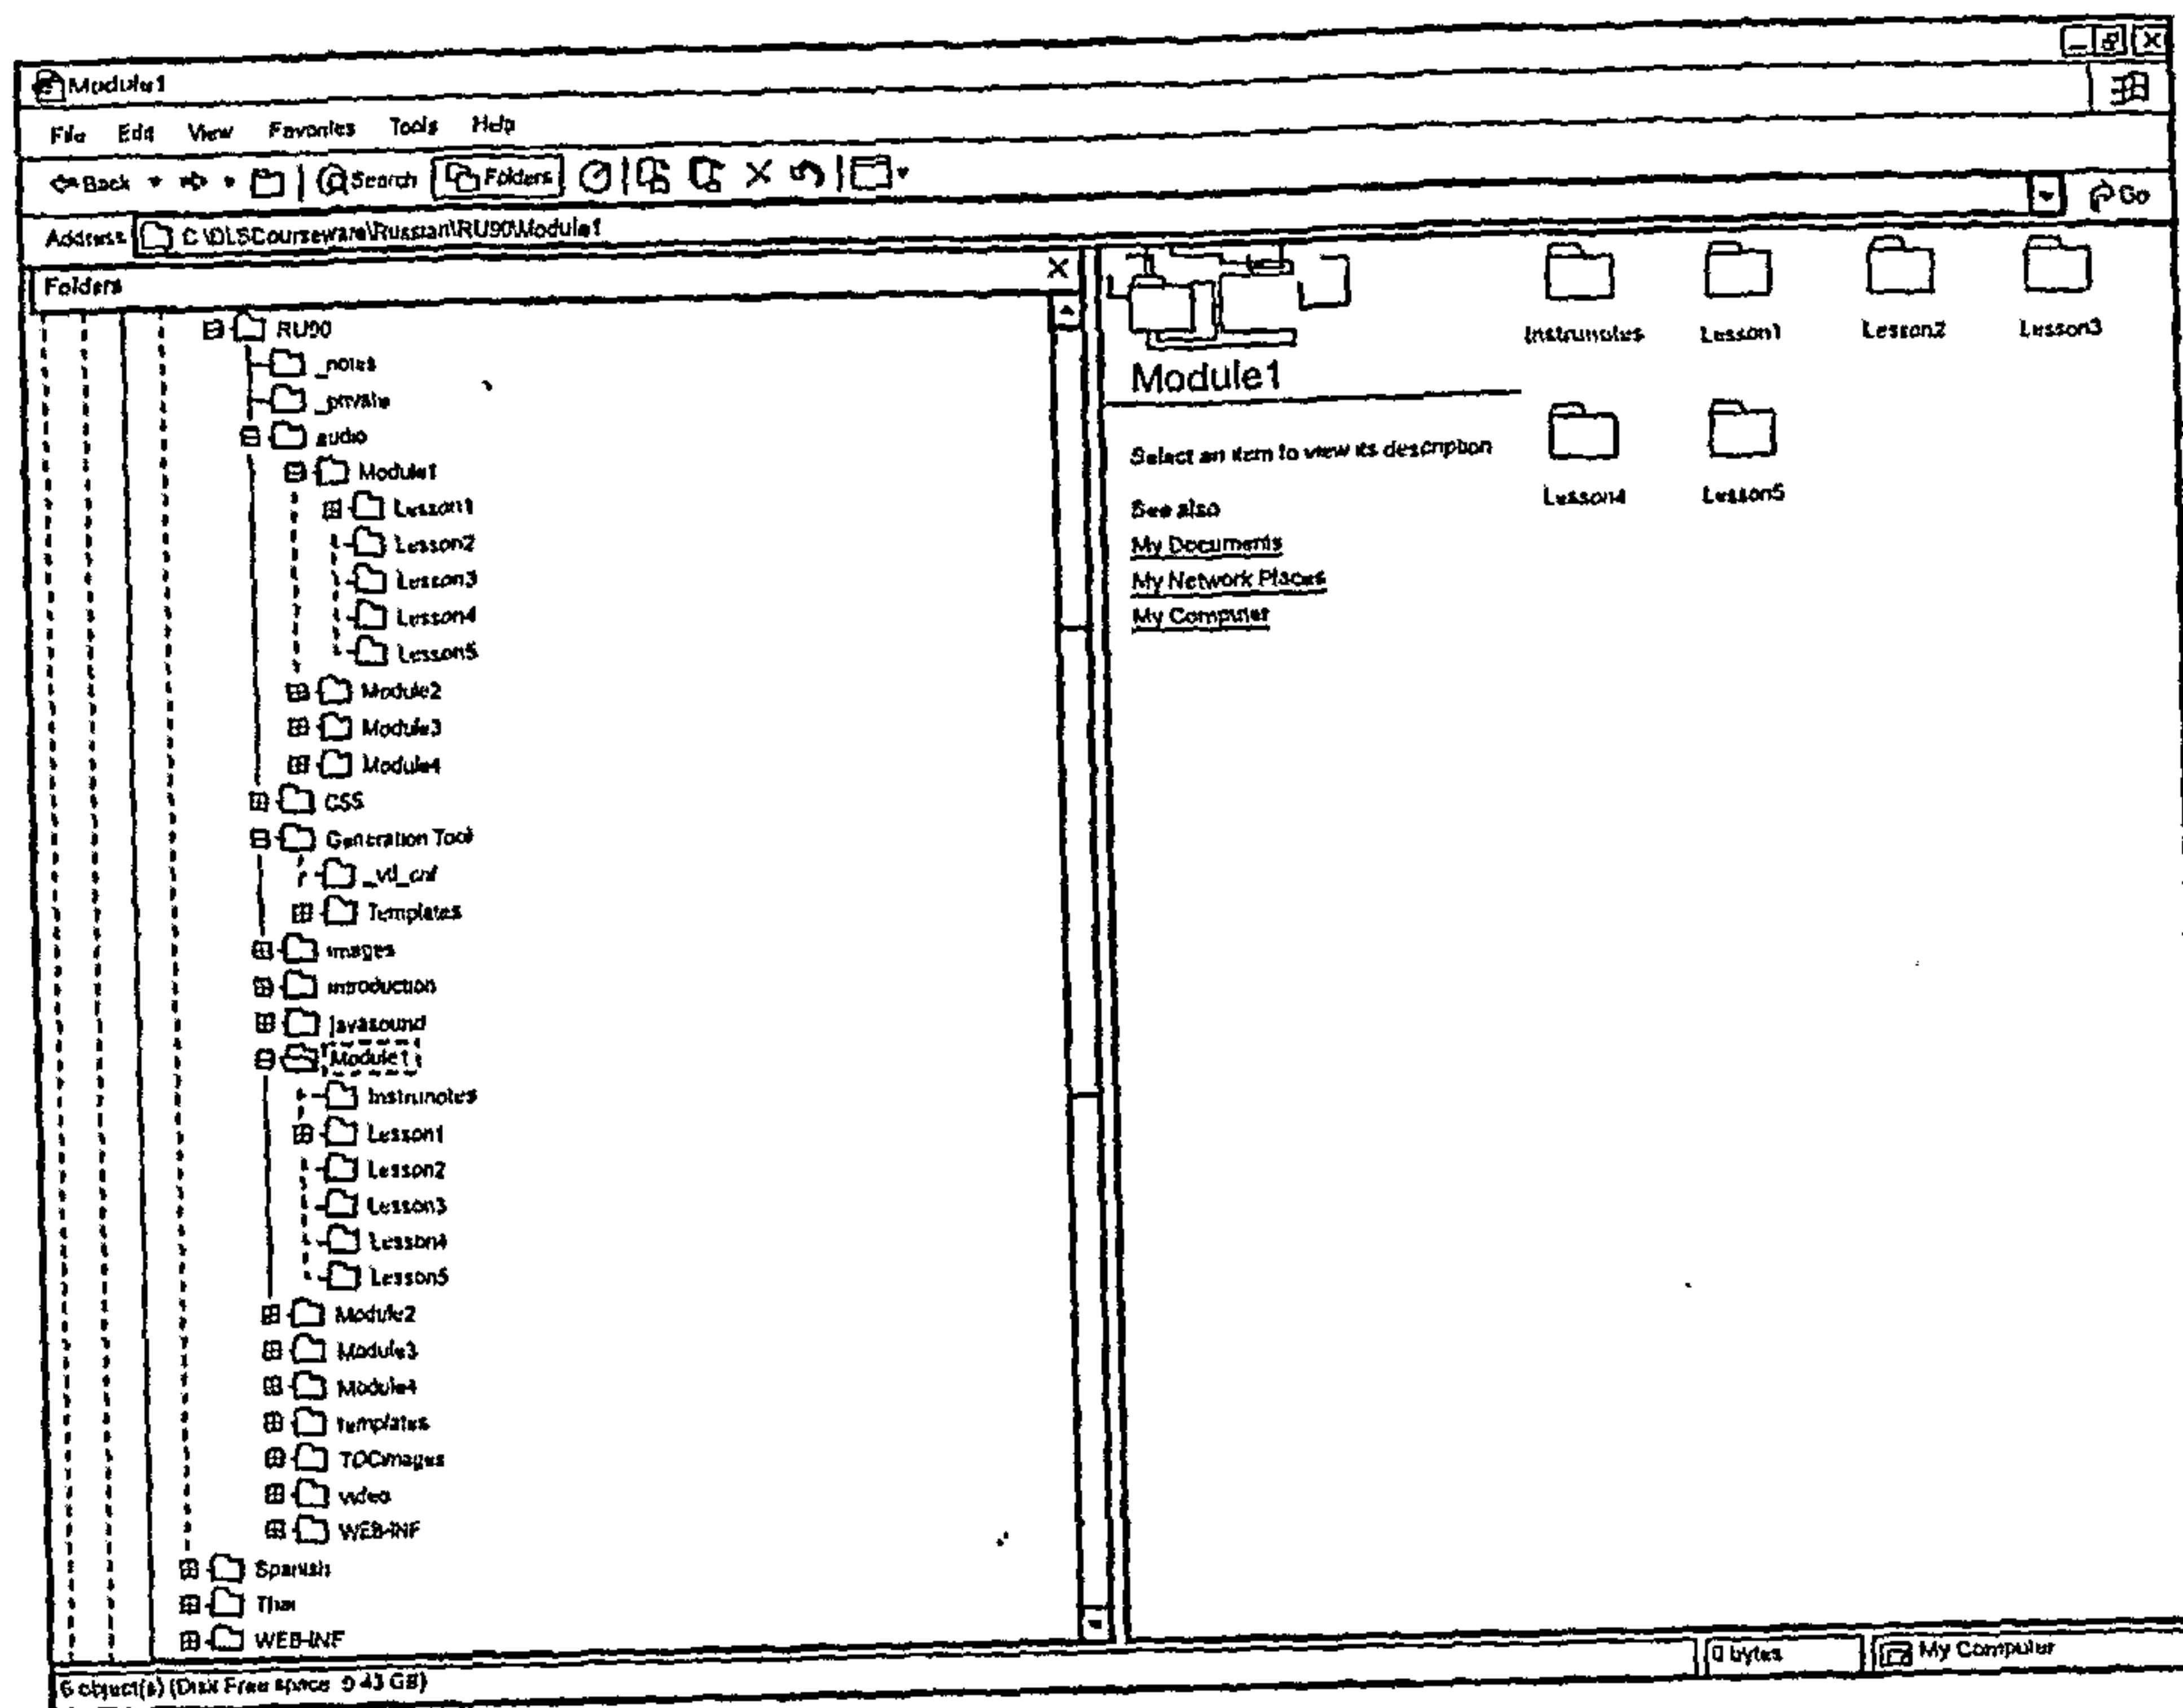 Module1
File Edit View Favorites Tools Help
Back Search Folders
Address C:\DLSCourseware\Russian\RU90\Module1 Go
Folders
RU90
_notes
_private
audio
Module1
Lesson1
Lesson2
Lesson3
Lesson4
Lesson5
Module2
Module3
Module4
CSS
Generation Tool
_vti_cnf
Templates
images
introduction
javasound
Module1
Instrunotes
Lesson1
Lesson2
Lesson3
Lesson4
Lesson5
Module2
Module3
Module4
templates
TOCimages
video
WEB-INF
Spanish
Thai
WEB-INF
Module1
Select an item to view its description
See also
My Documents
My Network Places
My Computer
Instrunotes Lesson1 Lesson2 Lesson3
Lesson4 Lesson5
6 object(s) (Disk Free space 9.43 GB) 0 bytes My Computer